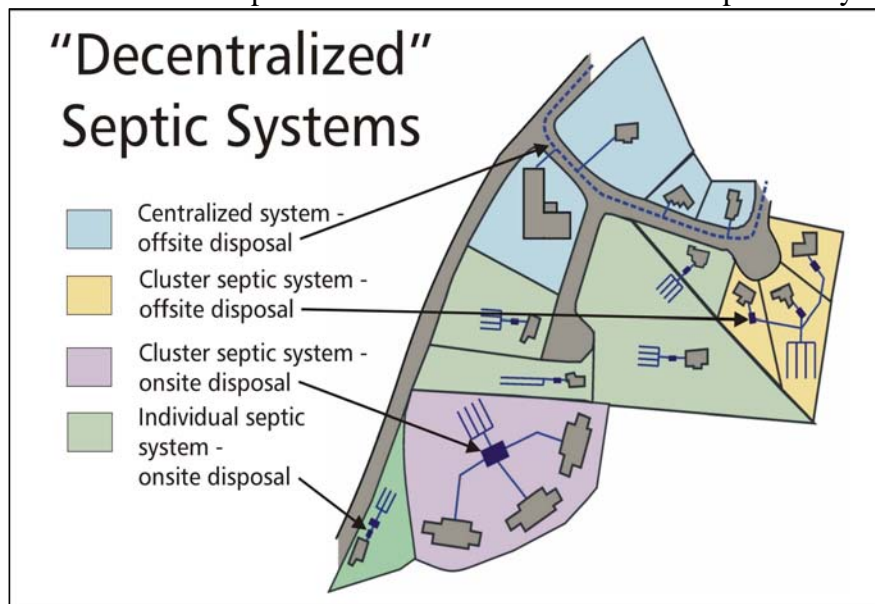 “Decentralized”
Septic Systems
Centralized system -
offsite disposal
Cluster septic system -
offsite disposal
Cluster septic system -
onsite disposal
Individual septic
system -
onsite disposal